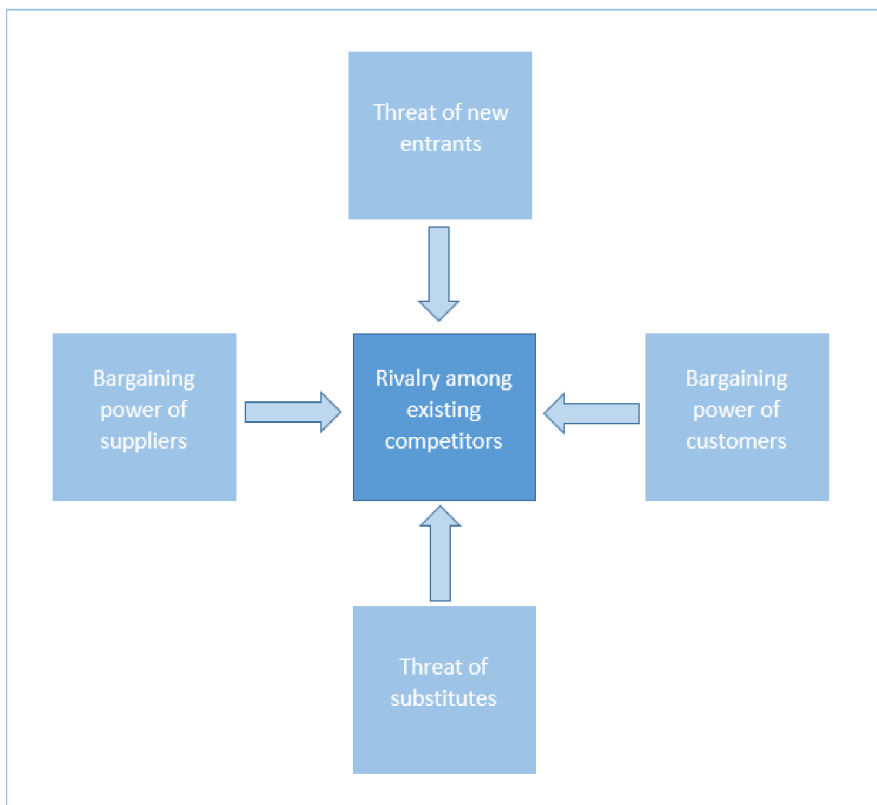 Threat of new
entrants
Bargaining
power of
suppliers
Rivalry among
existing
competitors
Bargaining
power of
customers
Threat of
substitutes